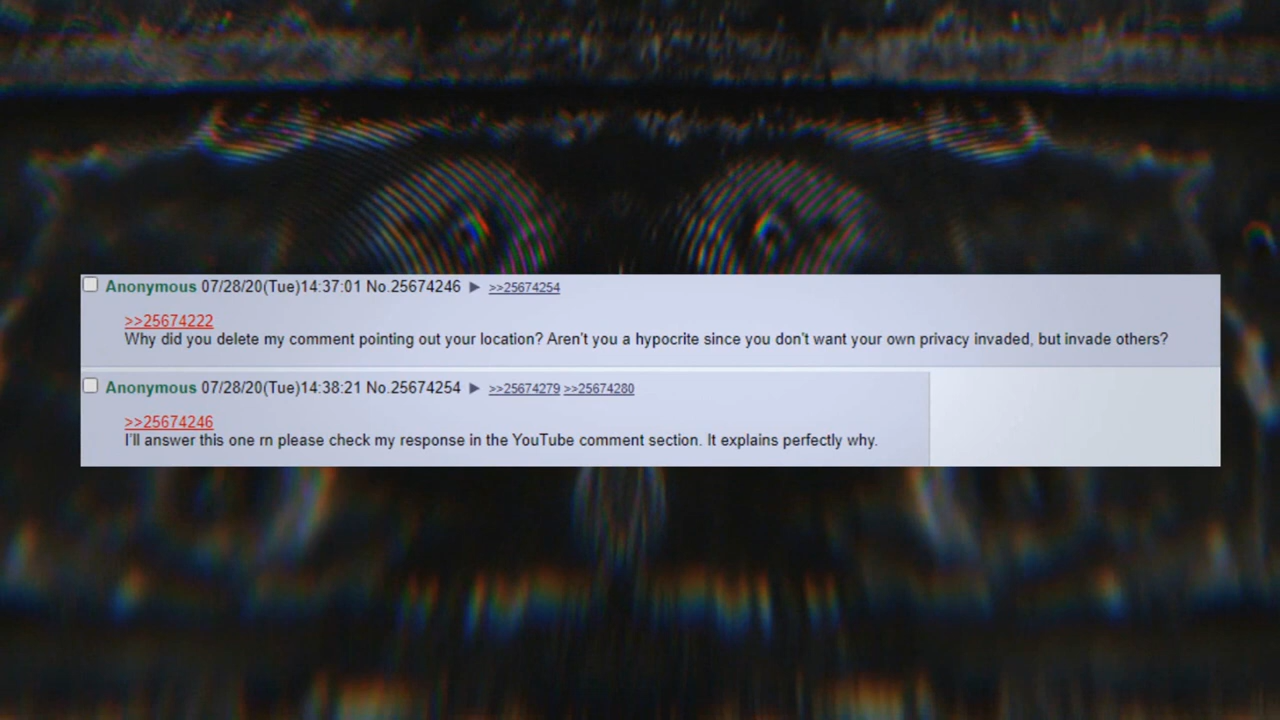 Anonymous 07/28/20(Tue)14:37:01 No.25674246 ▶ >>25674254
>>25674222
Why did you delete my comment pointing out your location? Aren't you a hypocrite since you don't want your own privacy invaded, but invade others?
Anonymous 07/28/20(Tue)14:38:21 No.25674254 ▶ >>25674279 >>25674280
>>25674246
I'll answer this one rn please check my response in the YouTube comment section. It explains perfectly why.